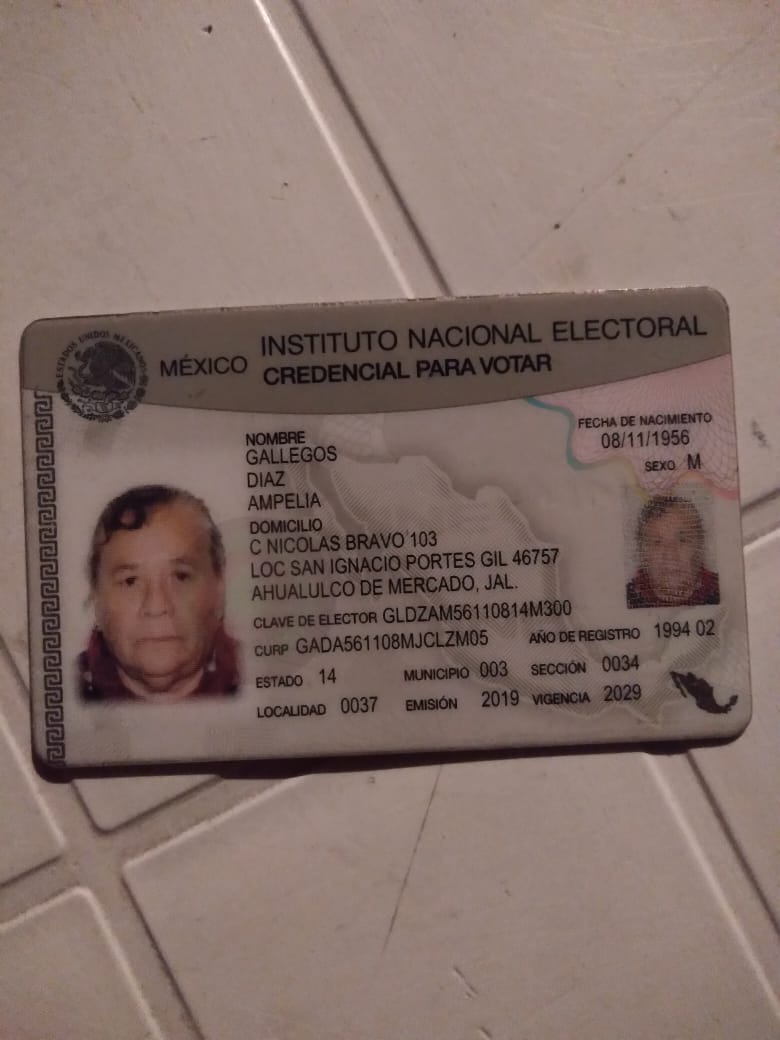 ESTADOS UNIDOS MEXICANOS
MÉXICO
INSTITUTO NACIONAL ELECTORAL
CREDENCIAL PARA VOTAR
FECHA DE NACIMIENTO
08/11/1956
SEXO M
NOMBRE
GALLEGOS
DIAZ
AMPELIA
DOMICILIO
C NICOLAS BRAVO 103
LOC SAN IGNACIO PORTES GIL 46757
AHUALULCO DE MERCADO, JAL.
CLAVE DE ELECTOR GLDZAM56110814M300
CURP GADA561108MJCLZM05 AÑO DE REGISTRO 1994 02
ESTADO 14 MUNICIPIO 003 SECCIÓN 0034
LOCALIDAD 0037 EMISIÓN 2019 VIGENCIA 2029